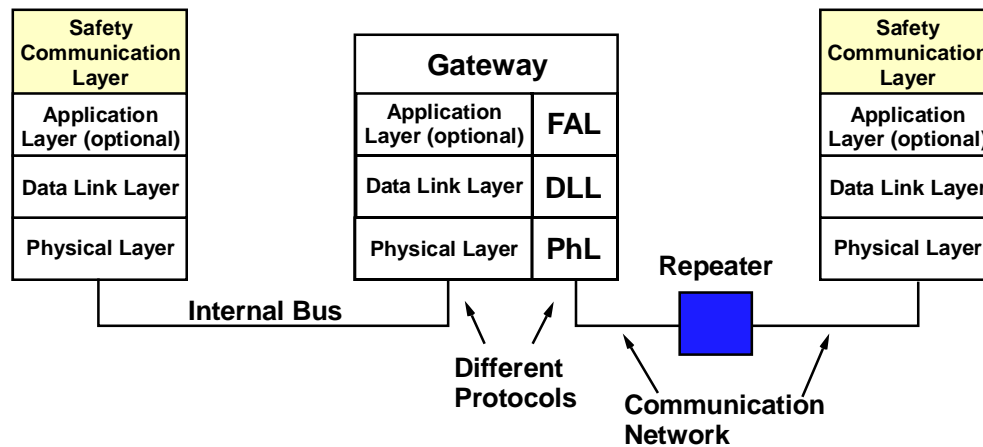 Safety
Communication
Layer
Application
Layer (optional)
Data Link Layer
Physical Layer
Gateway
Application
Layer (optional)
FAL
Data Link Layer
DLL
Physical Layer
PhL
Safety
Communication
Layer
Application
Layer (optional)
Data Link Layer
Physical Layer
Internal Bus
Repeater
Different
Protocols
Communication
Network